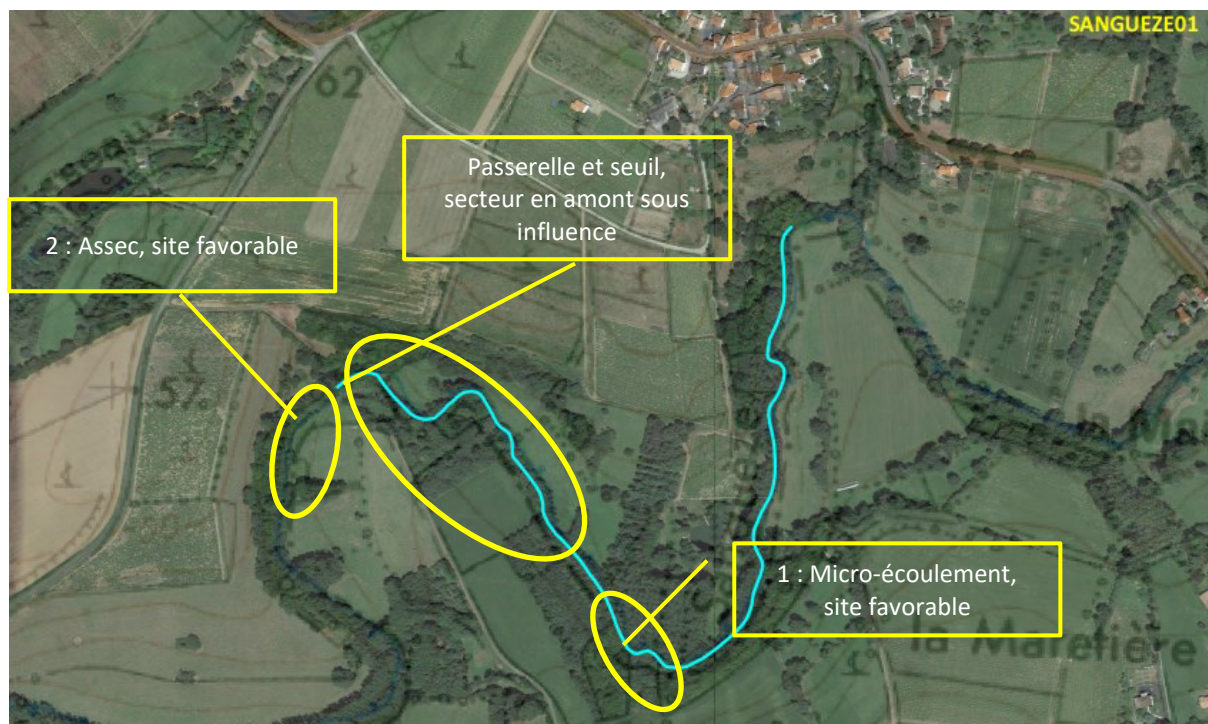 SANGUEZE01
62
Passerelle et seuil,
secteur en amont sous
influence
2 : Assec, site favorable
57
1 : Micro-écoulement,
site favorable
la Maretière